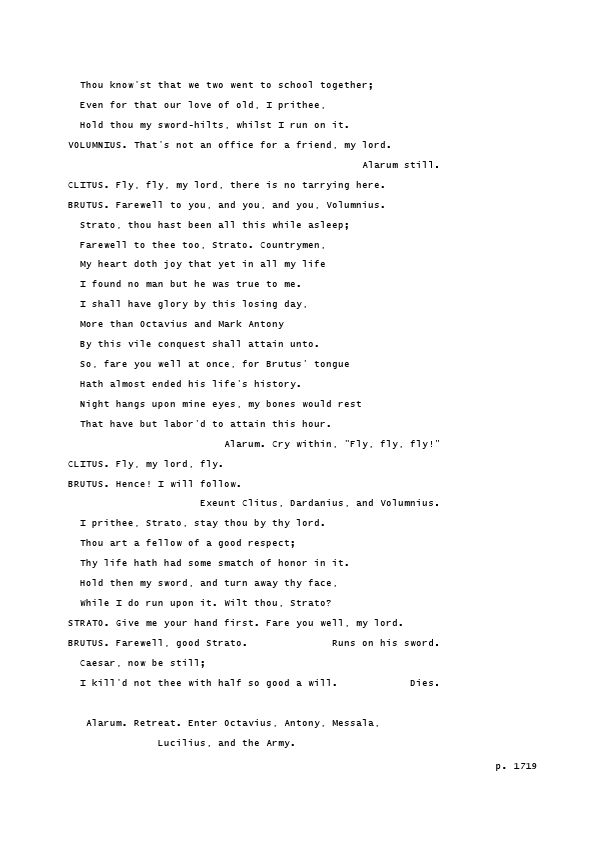 Thou know'st that we two went to school together;
Even for that our love of old, I prithee,
Hold thou my sword-hilts, whilst I run on it.
VOLUMNIUS. That's not an office for a friend, my lord.
Alarum still.
CLITUS. Fly, fly, my lord, there is no tarrying here.
BRUTUS. Farewell to you, and you, and you, Volumnius.
Strato, thou hast been all this while asleep;
Farewell to thee too, Strato. Countrymen,
My heart doth joy that yet in all my life
I found no man but he was true to me.
I shall have glory by this losing day,
More than Octavius and Mark Antony
By this vile conquest shall attain unto.
So, fare you well at once, for Brutus' tongue
Hath almost ended his life's history.
Night hangs upon mine eyes, my bones would rest
That have but labor'd to attain this hour.
Alarum. Cry within, "Fly, fly, fly!"
CLITUS. Fly, my lord, fly.
BRUTUS. Hence! I will follow.
Exeunt Clitus, Dardanius, and Volumnius.
I prithee, Strato, stay thou by thy lord.
Thou art a fellow of a good respect;
Thy life hath had some smatch of honor in it.
Hold then my sword, and turn away thy face,
While I do run upon it. Wilt thou, Strato?
STRATO. Give me your hand first. Fare you well, my lord.
BRUTUS. Farewell, good Strato. Runs on his sword.
Caesar, now be still;
I kill'd not thee with half so good a will. Dies.
Alarum. Retreat. Enter Octavius, Antony, Messala,
Lucilius, and the Army.
p. 1719